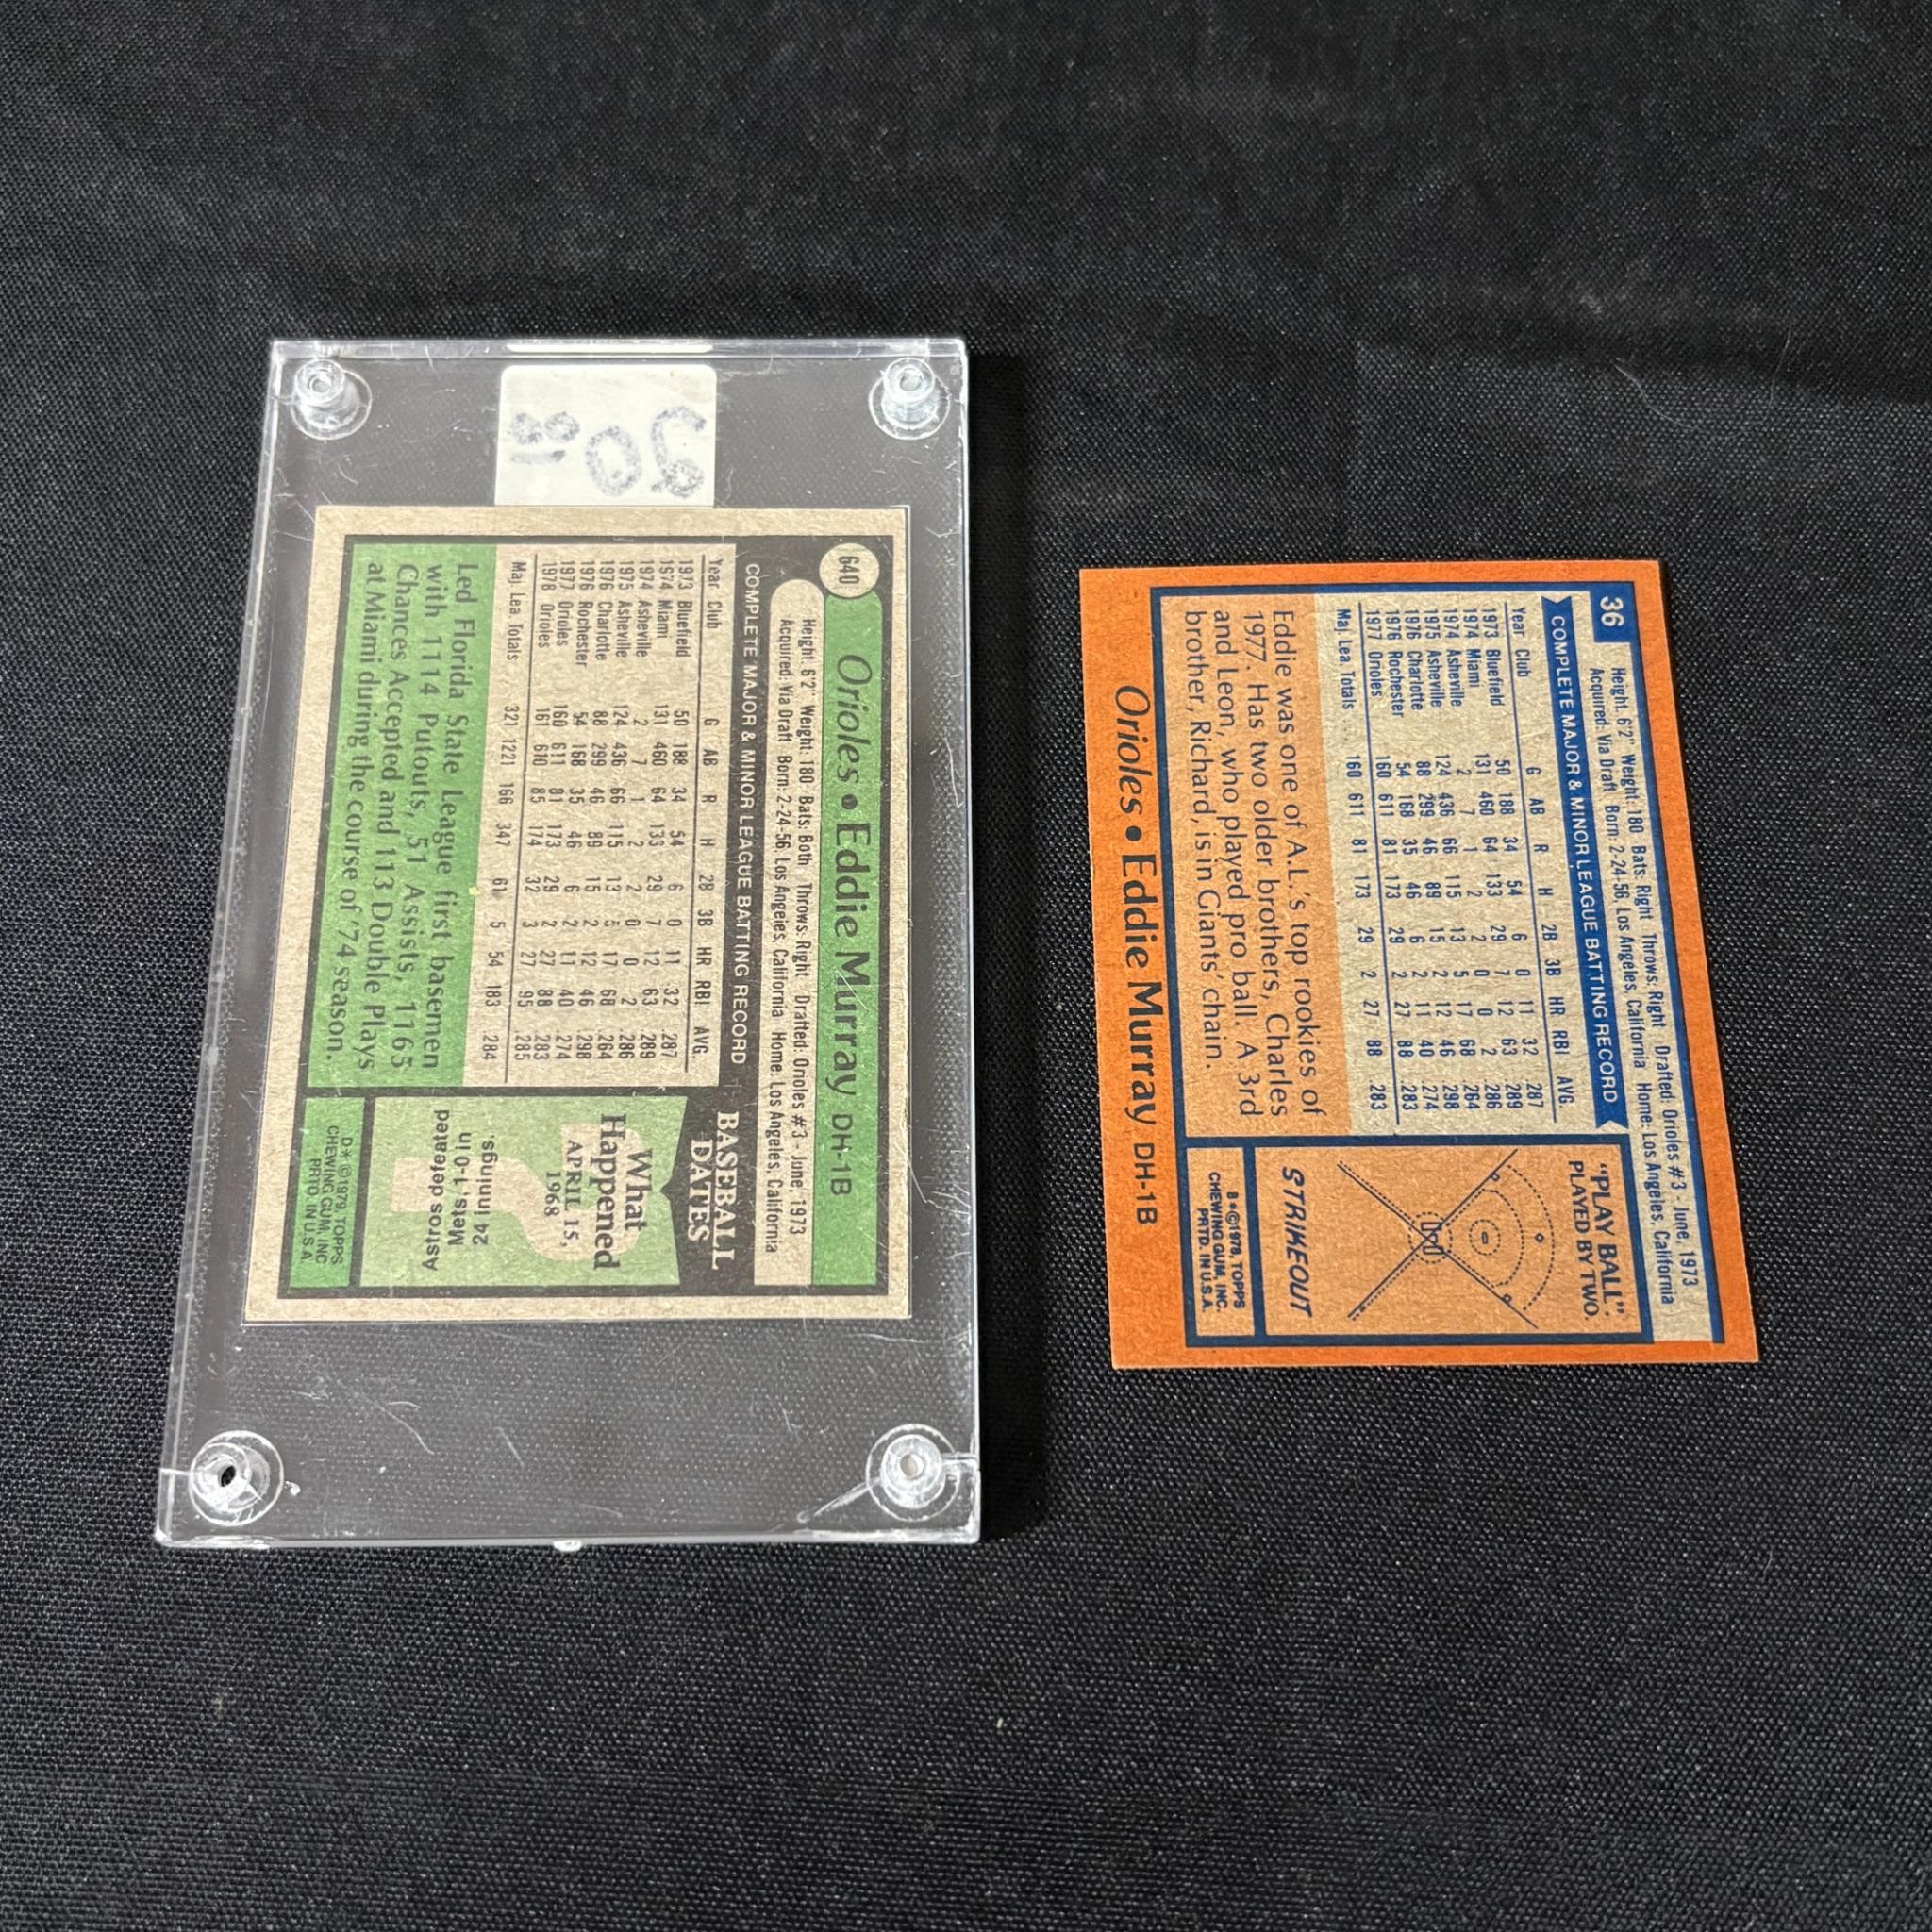 640
Orioles • Eddie Murray DH-1B
Height: 6'2" Weight: 180 Bats: Both Throws: Right Drafted: Orioles #3 - June, 1973
Acquired: Via Draft Born: 2-24-56, Los Angeles, California Home: Los Angeles, California
COMPLETE MAJOR & MINOR LEAGUE BATTING RECORD
Year Club G AB R H 2B 3B HR RBI AVG.
1973 Bluefield 50 188 34 54 6 0 11 32 .287
1974 Miami 131 460 64 133 29 7 12 63 .289
1974 Asheville 2 7 1 2 2 0 0 2 .286
1975 Asheville 124 436 66 115 13 5 17 68 .264
1976 Charlotte 88 299 46 89 15 2 12 46 .298
1976 Rochester 54 168 35 46 6 2 11 40 .274
1977 Orioles 160 611 81 173 29 2 27 88 .283
1978 Orioles 161 610 85 174 32 3 27 95 .285
Maj. Lea. Totals 321 1221 166 347 61 5 54 183 .284
Led Florida State League first basemen
with 1114 Putouts, 51 Assists, 1165
Chances Accepted and 113 Double Plays
at Miami during the course of '74 season.
BASEBALL
DATES
What
Happened
APRIL 15,
1968
Astros defeated
Mets, 1-0 in
24 innings.
D* © 1979, TOPPS
CHEWING GUM, INC
PRTD. IN U.S.A.
36
Height: 6'2" Weight: 180 Bats: Right Throws: Right Drafted: Orioles #3 - June, 1973
Acquired: Via Draft Born: 2-24-56, Los Angeles, California Home: Los Angeles, California
COMPLETE MAJOR & MINOR LEAGUE BATTING RECORD
Year Club G AB R H 2B 3B HR RBI AVG.
1973 Bluefield 50 188 34 54 6 0 11 32 .287
1974 Miami 131 460 64 133 29 7 12 63 .289
1974 Asheville 2 7 1 2 2 0 0 2 .286
1975 Asheville 124 436 66 115 13 5 17 68 .264
1976 Charlotte 88 299 46 89 15 2 12 46 .298
1976 Rochester 54 168 35 46 6 2 11 40 .274
1977 Orioles 160 611 81 173 29 2 27 88 .283
Maj. Lea. Totals 160 611 81 173 29 2 27 88 .283
Eddie was one of A.L.'s top rookies of
1977. Has two older brothers, Charles
and Leon, who played pro ball. A 3rd
brother, Richard, is in Giants' chain.
"PLAY BALL"
PLAYED BY TWO.
STRIKEOUT
B* © 1978, TOPPS
CHEWING GUM, INC.
PRTD. IN U.S.A.
Orioles • Eddie Murray DH-1B